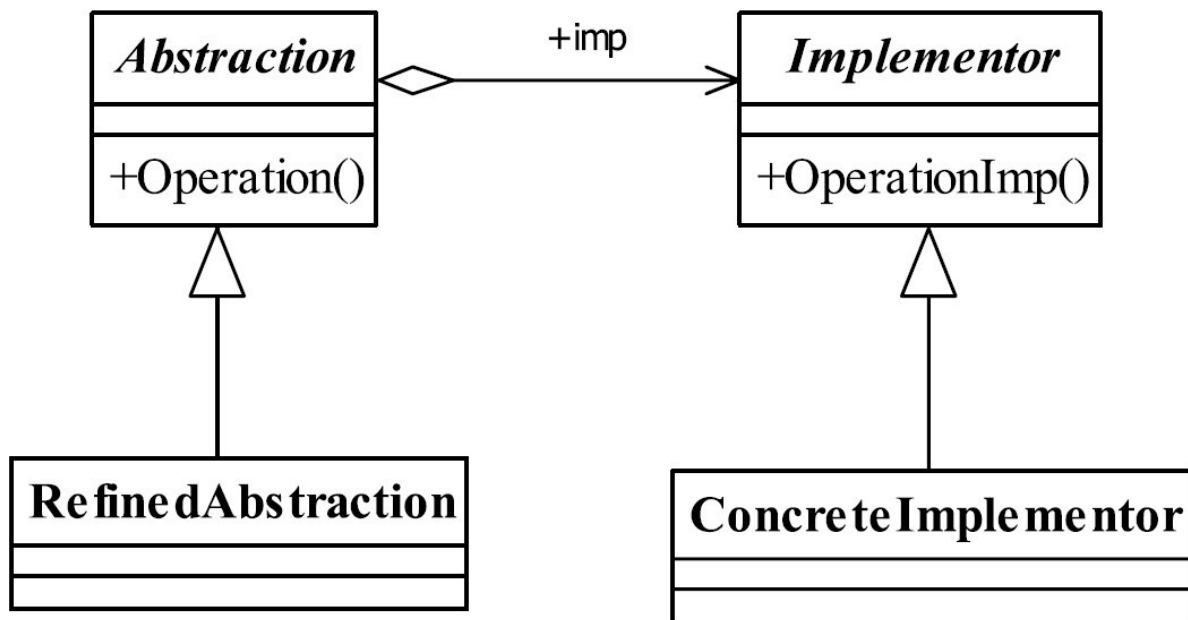 Abstraction
+imp
Implementor
+Operation()
+OperationImp()
RefinedAbstraction
ConcreteImplementor